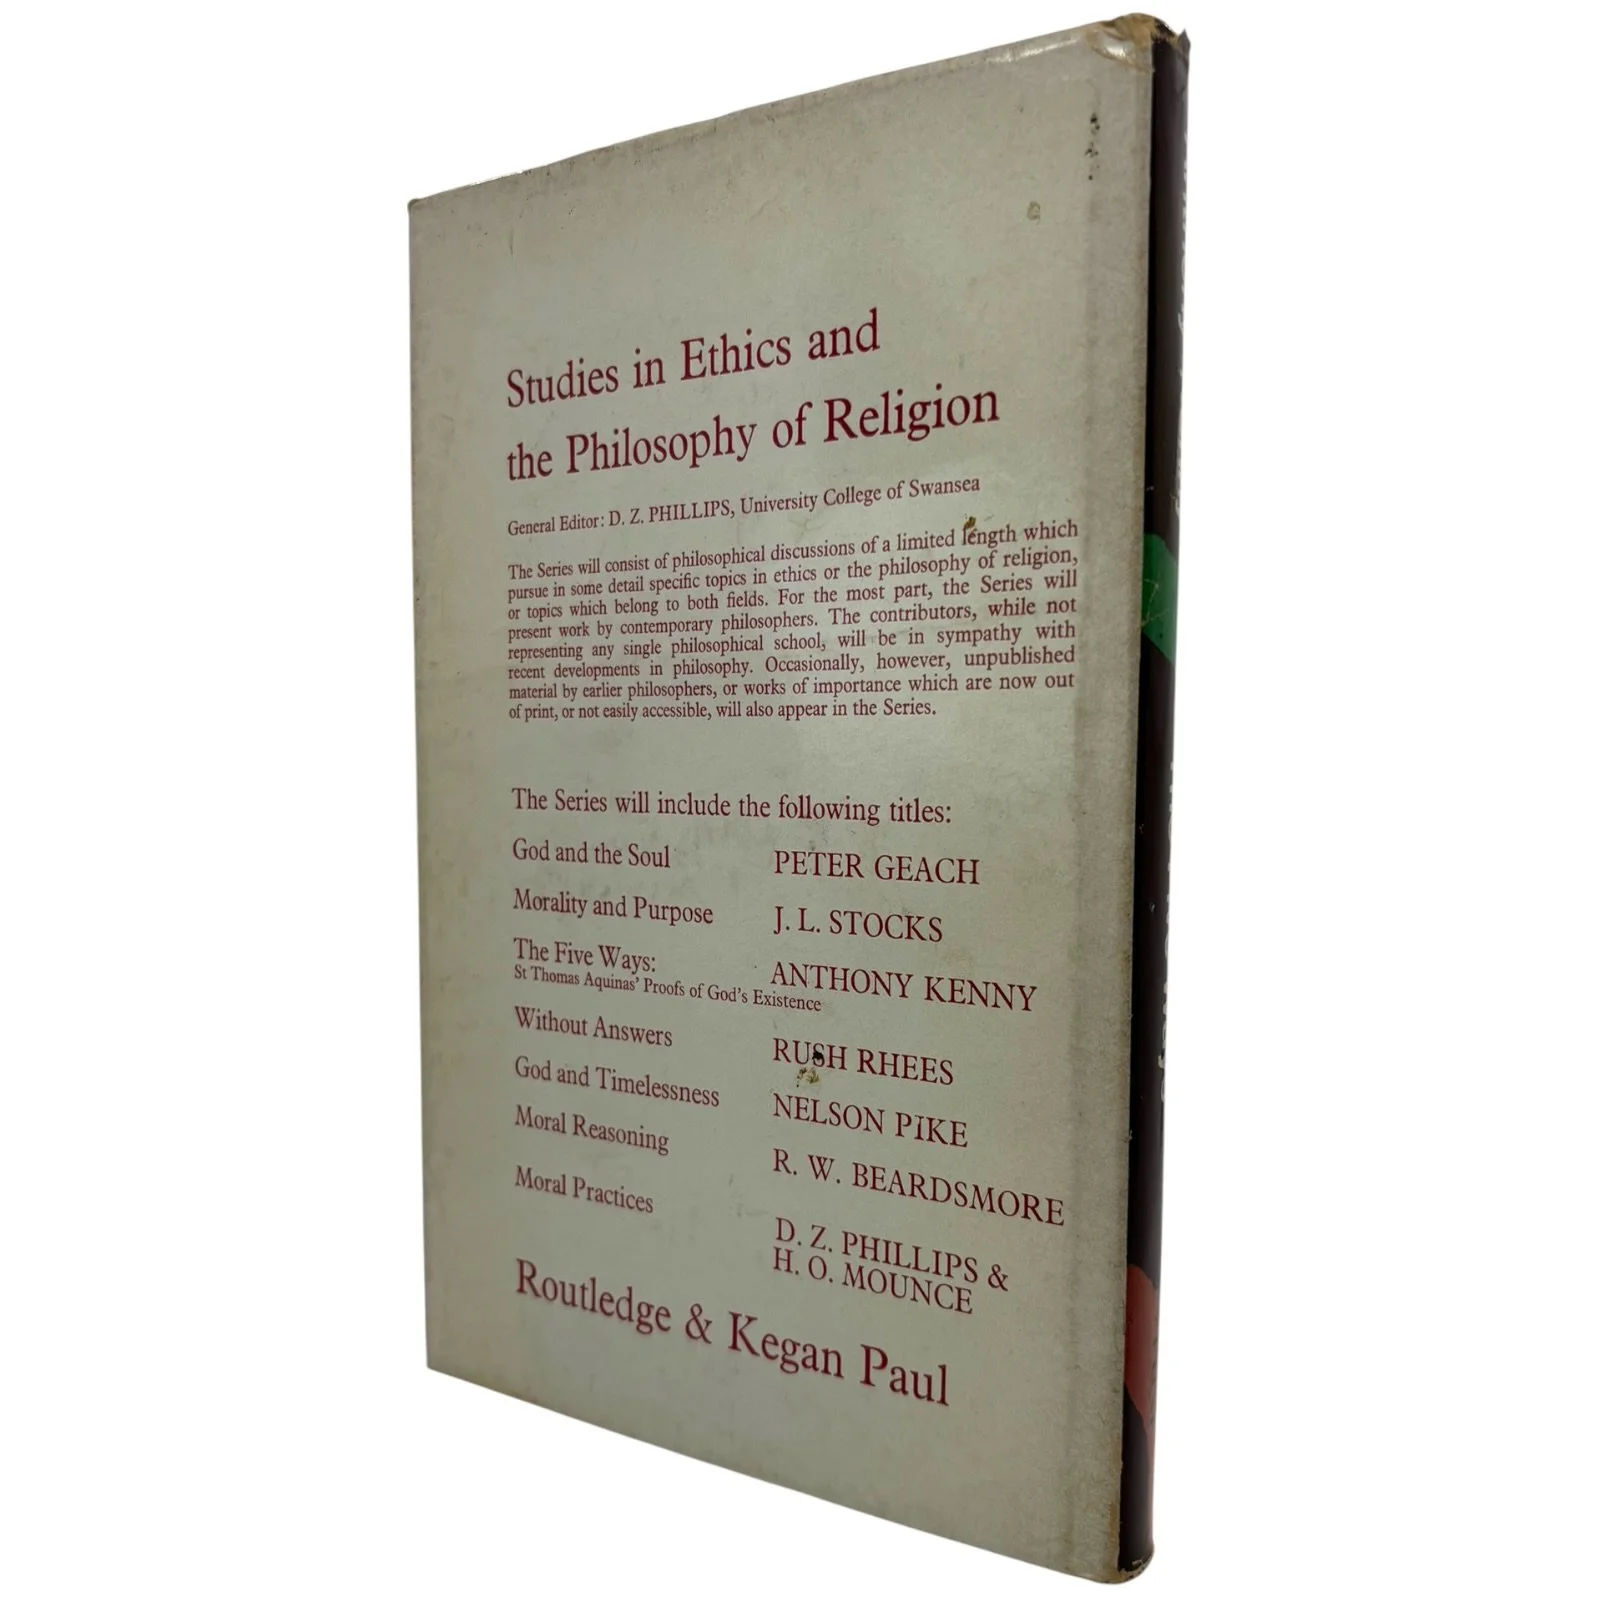 Studies in Ethics and
the Philosophy of Religion
General Editor: D. Z. PHILLIPS, University College of Swansea
The Series will consist of philosophical discussions of a limited length which
pursue in some detail specific topics in ethics or the philosophy of religion,
or topics which belong to both fields. For the most part, the Series will
present work by contemporary philosophers. The contributors, while not
representing any single philosophical school, will be in sympathy with
recent developments in philosophy. Occasionally, however, unpublished
material by earlier philosophers, or works of importance which are now out
of print, or not easily accessible, will also appear in the Series.
The Series will include the following titles:
God and the Soul PETER GEACH
Morality and Purpose J. L. STOCKS
The Five Ways: ANTHONY KENNY
St Thomas Aquinas' Proofs of God's Existence
Without Answers RUSH RHEES
God and Timelessness NELSON PIKE
Moral Reasoning R. W. BEARDSMORE
Moral Practices D. Z. PHILLIPS &
H. O. MOUNCE
Routledge & Kegan Paul